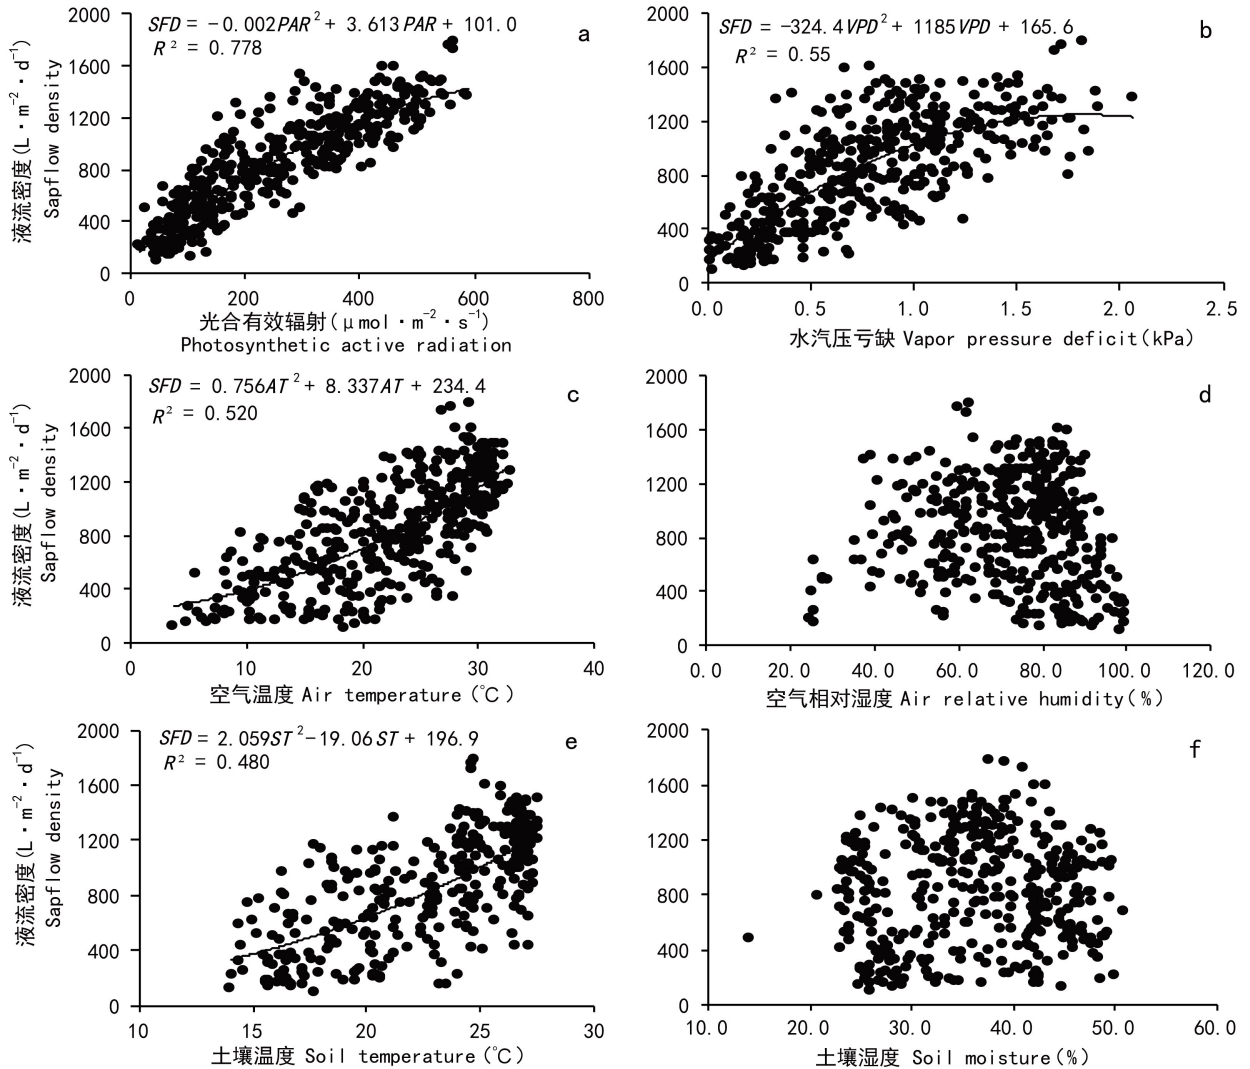 SFD = −0.002PAR² + 3.613PAR + 101.0
R² = 0.778
a
2000
1600
1200
800
400
0
液流密度(L·m⁻²·d⁻¹)
Sapflow density
0 200 400 600 800
光合有效辐射(μmol·m⁻²·s⁻¹)
Photosynthetic active radiation
SFD = −324.4VPD² + 1185VPD + 165.6
R² = 0.55
b
2000
1600
1200
800
400
0
0.0 0.5 1.0 1.5 2.0 2.5
水汽压亏缺 Vapor pressure deficit(kPa)
SFD = 0.756AT² + 8.337AT + 234.4
R² = 0.520
c
2000
1600
1200
800
400
0
液流密度(L·m⁻²·d⁻¹)
Sapflow density
0 10 20 30 40
空气温度 Air temperature(℃)
d
2000
1600
1200
800
400
0
0.0 20.0 40.0 60.0 80.0 100.0 120.0
空气相对湿度 Air relative humidity(%)
SFD = 2.059ST² − 19.06ST + 196.9
R² = 0.480
e
2000
1600
1200
800
400
0
液流密度(L·m⁻²·d⁻¹)
Sapflow density
10 15 20 25 30
土壤温度 Soil temperature(℃)
f
2000
1600
1200
800
400
0
10.0 20.0 30.0 40.0 50.0 60.0
土壤湿度 Soil moisture(%)